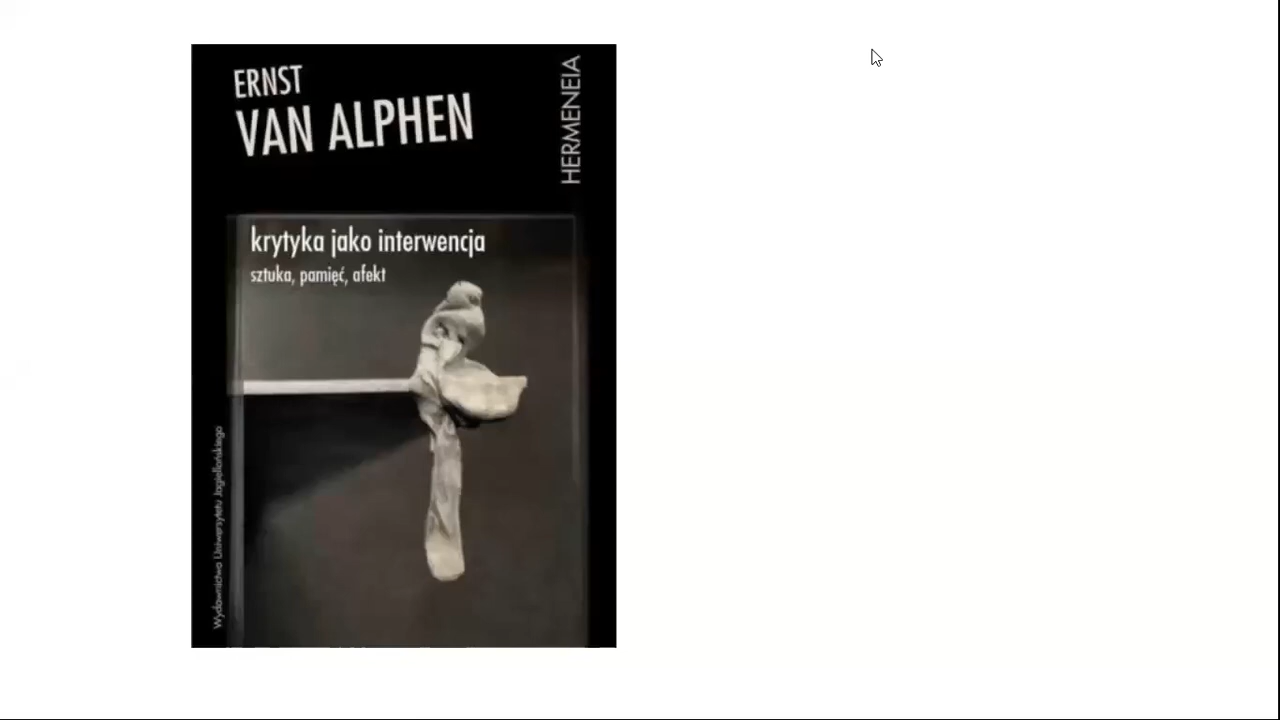 ERNST
VAN ALPHEN
HERMENEIA
krytyka jako interwencja
sztuka, pamięć, afekt
Wydawnictwo Uniwersytetu Jagiellońskiego